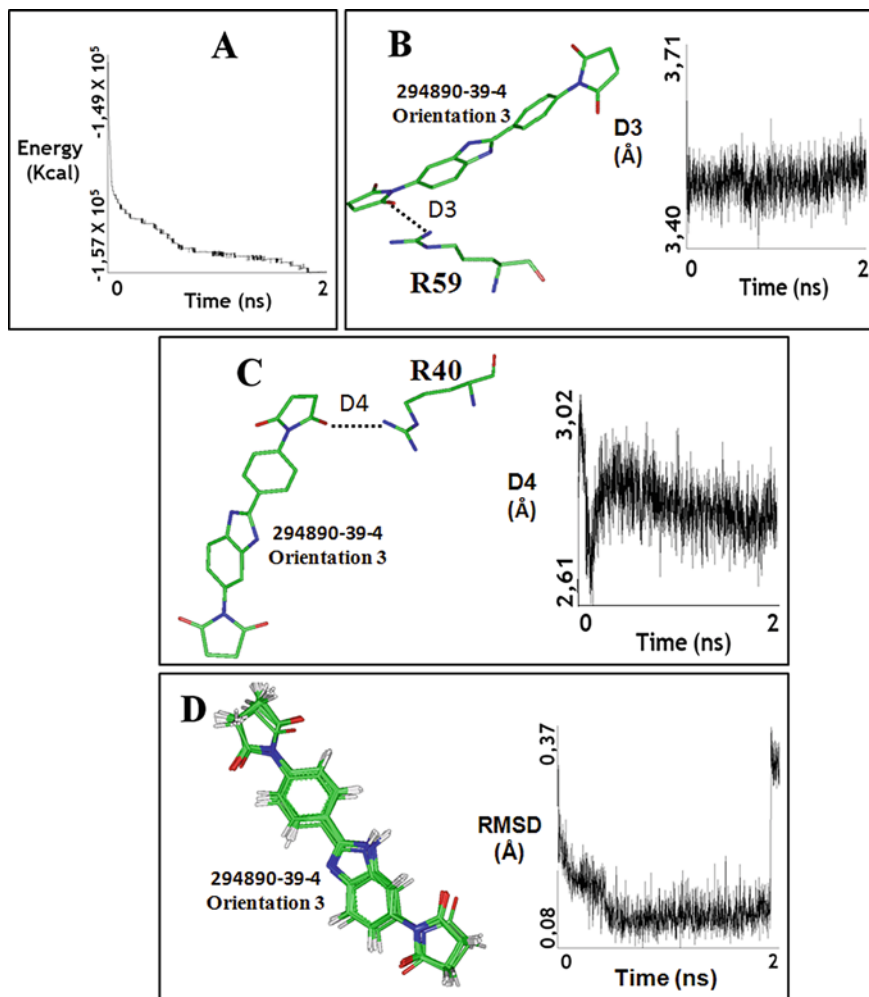 A
-1,49 X 10⁵
Energy
(Kcal)
-1,57 X 10⁵
0
2
Time (ns)
B
294890-39-4
Orientation 3
D3
R59
3,71
D3
(Å)
3,40
0
2
Time (ns)
C
R40
D4
294890-39-4
Orientation 3
3,02
D4
(Å)
2,61
0
2
Time (ns)
D
294890-39-4
Orientation 3
0,37
RMSD
(Å)
0,08
0
2
Time (ns)